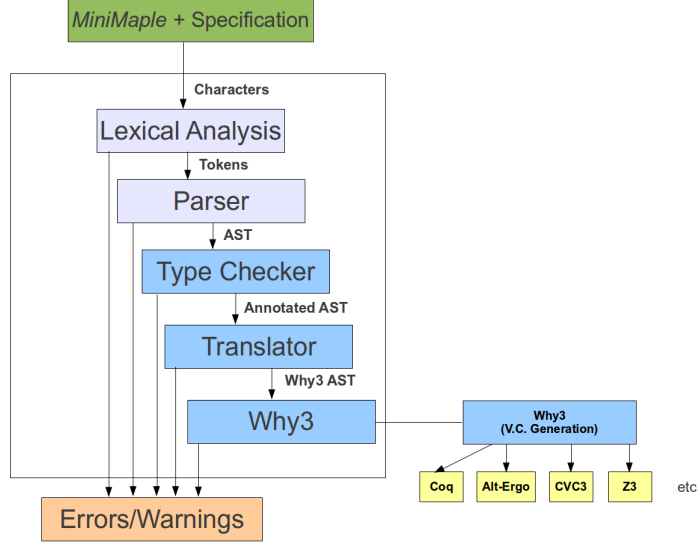 MiniMaple + Specification
Characters
Lexical Analysis
Tokens
Parser
AST
Type Checker
Annotated AST
Translator
Why3 AST
Why3
Why3
(V.C. Generation)
Coq
Alt-Ergo
CVC3
Z3
etc
Errors/Warnings